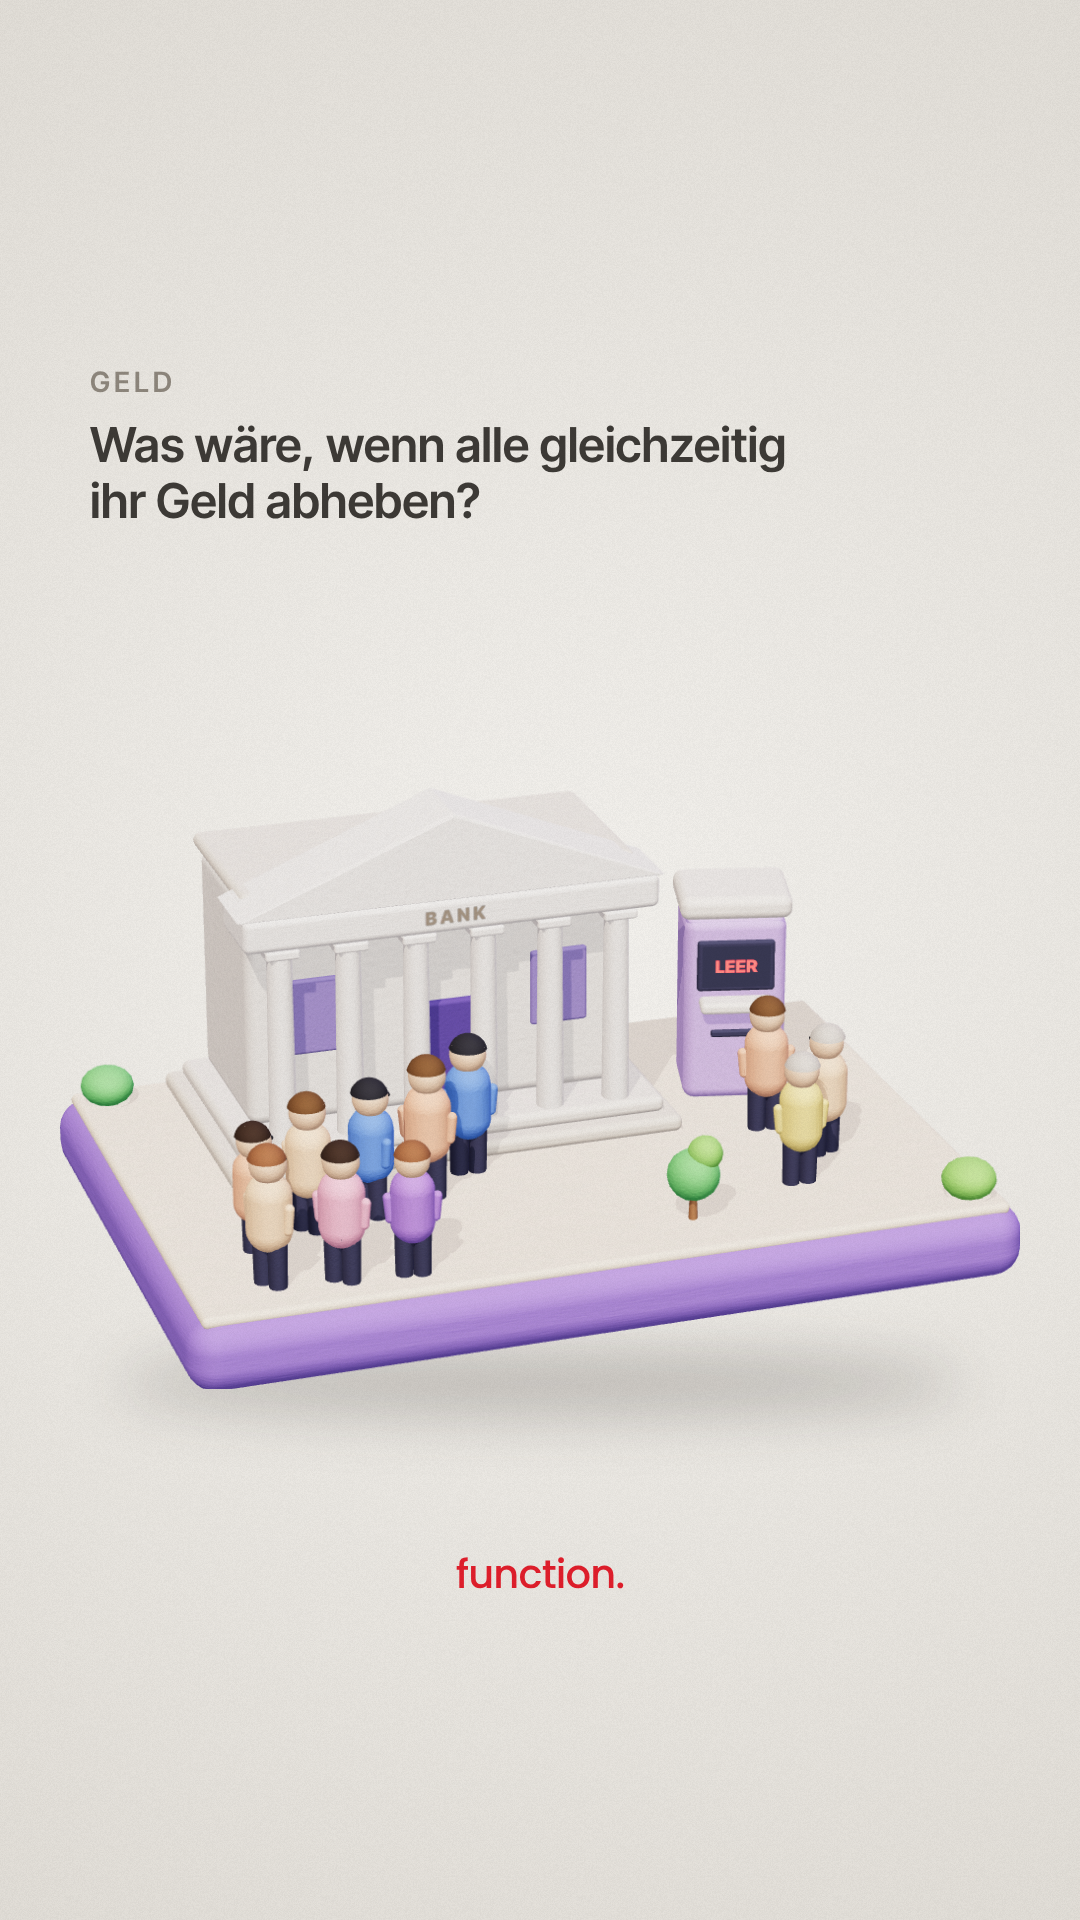 GELD
Was wäre, wenn alle gleichzeitig
ihr Geld abheben?
BANK
LEER
function.